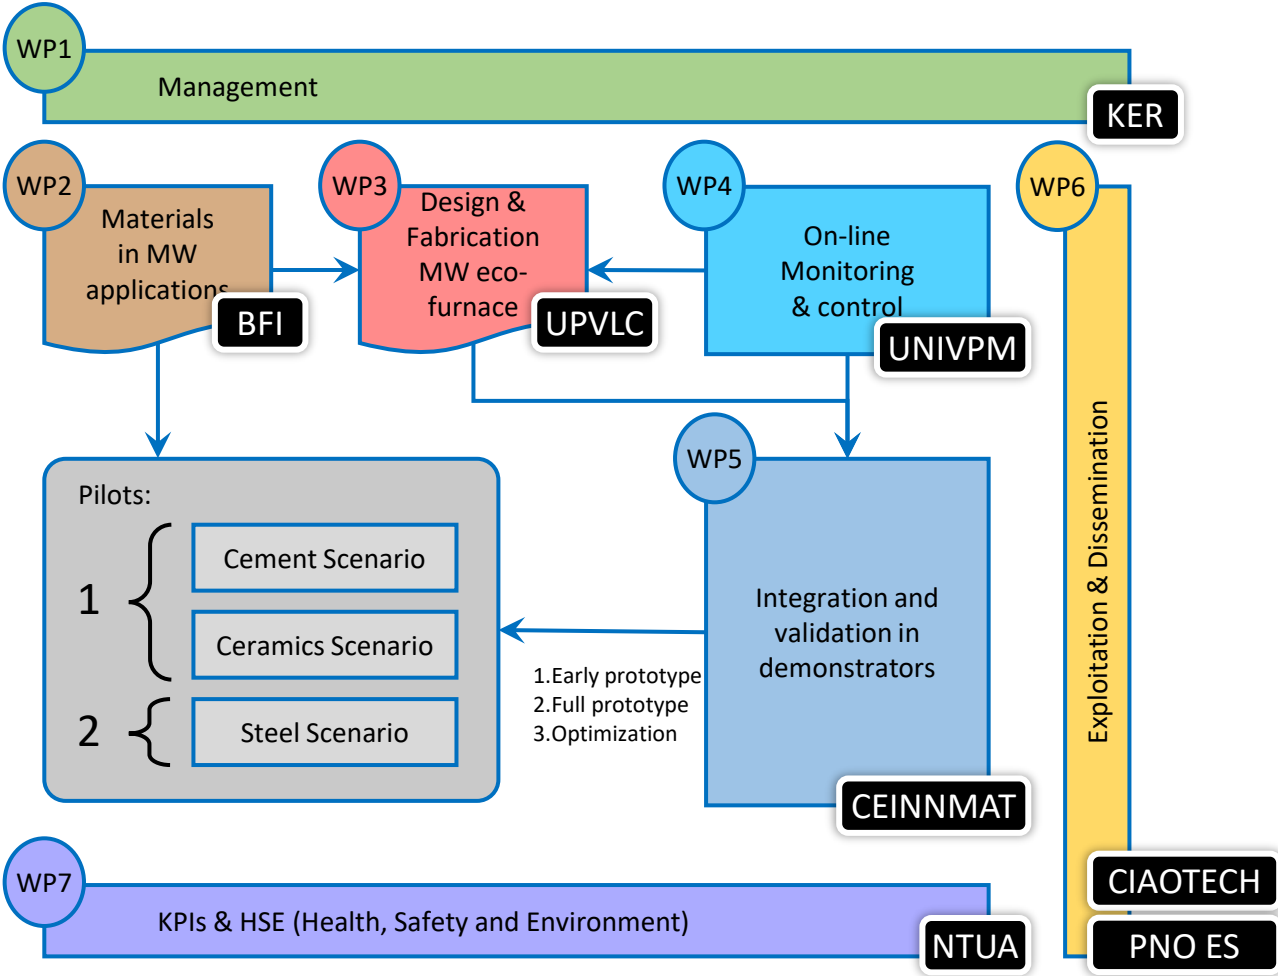 WP1
Management
KER
WP2
Materials
in MW
applications
BFI
WP3
Design &
Fabrication
MW eco-
furnace
UPVLC
WP4
On-line
Monitoring
& control
UNIVPM
WP6
Exploitation & Dissemination
CIAOTECH
PNO ES
Pilots:
1
Cement Scenario
Ceramics Scenario
2
Steel Scenario
1.Early prototype
2.Full prototype
3.Optimization
WP5
Integration and
validation in
demonstrators
CEINNMAT
WP7
KPIs & HSE (Health, Safety and Environment)
NTUA